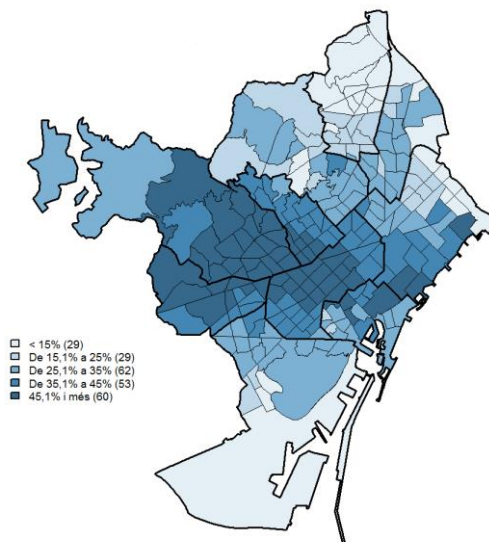 < 15% (29)
De 15,1% a 25% (29)
De 25,1% a 35% (62)
De 35,1% a 45% (53)
45,1% i més (60)